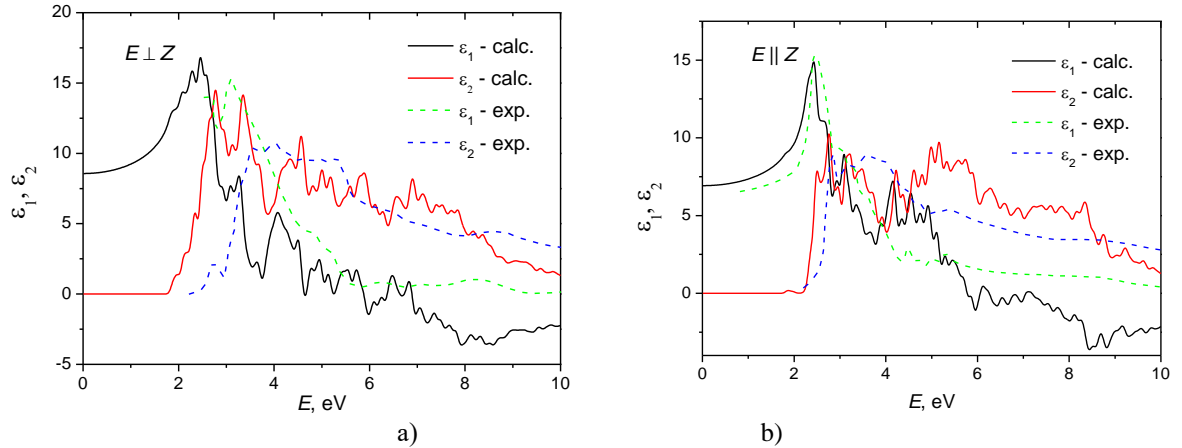 20
15
10
5
0
-5
ε1, ε2
E ⊥ Z
ε1 - calc.
ε2 - calc.
ε1 - exp.
ε2 - exp.
0 2 4 6 8 10
E, eV
a)
15
10
5
0
ε1, ε2
E || Z
ε1 - calc.
ε2 - calc.
ε1 - exp.
ε2 - exp.
0 2 4 6 8 10
E, eV
b)